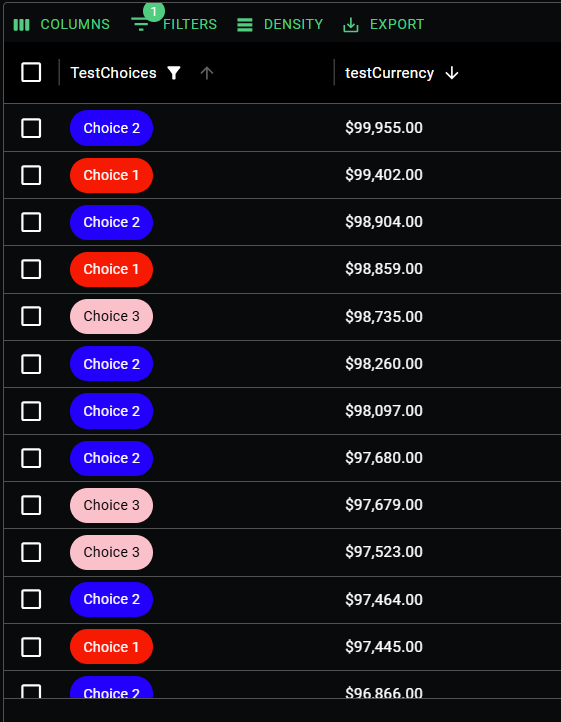 COLUMNS 1 FILTERS DENSITY EXPORT
TestChoices testCurrency
Choice 2 $99,955.00
Choice 1 $99,402.00
Choice 2 $98,904.00
Choice 1 $98,859.00
Choice 3 $98,735.00
Choice 2 $98,260.00
Choice 2 $98,097.00
Choice 2 $97,680.00
Choice 3 $97,679.00
Choice 3 $97,523.00
Choice 2 $97,464.00
Choice 1 $97,445.00
Choice 2 $96,866.00